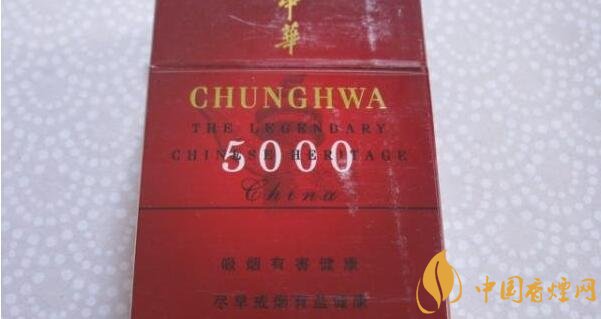 中華
CHUNGHWA
THE LEGENDARY
CHINESE HERITAGE
5000
China
吸烟有害健康
尽早戒烟有益健康
中国香烟网